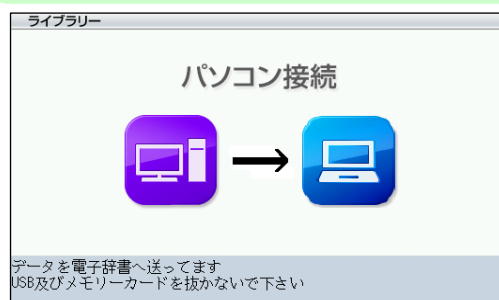 ライブラリー
パソコン接続
データを電子辞書へ送ってます
USB及びメモリーカードを抜かないで下さい